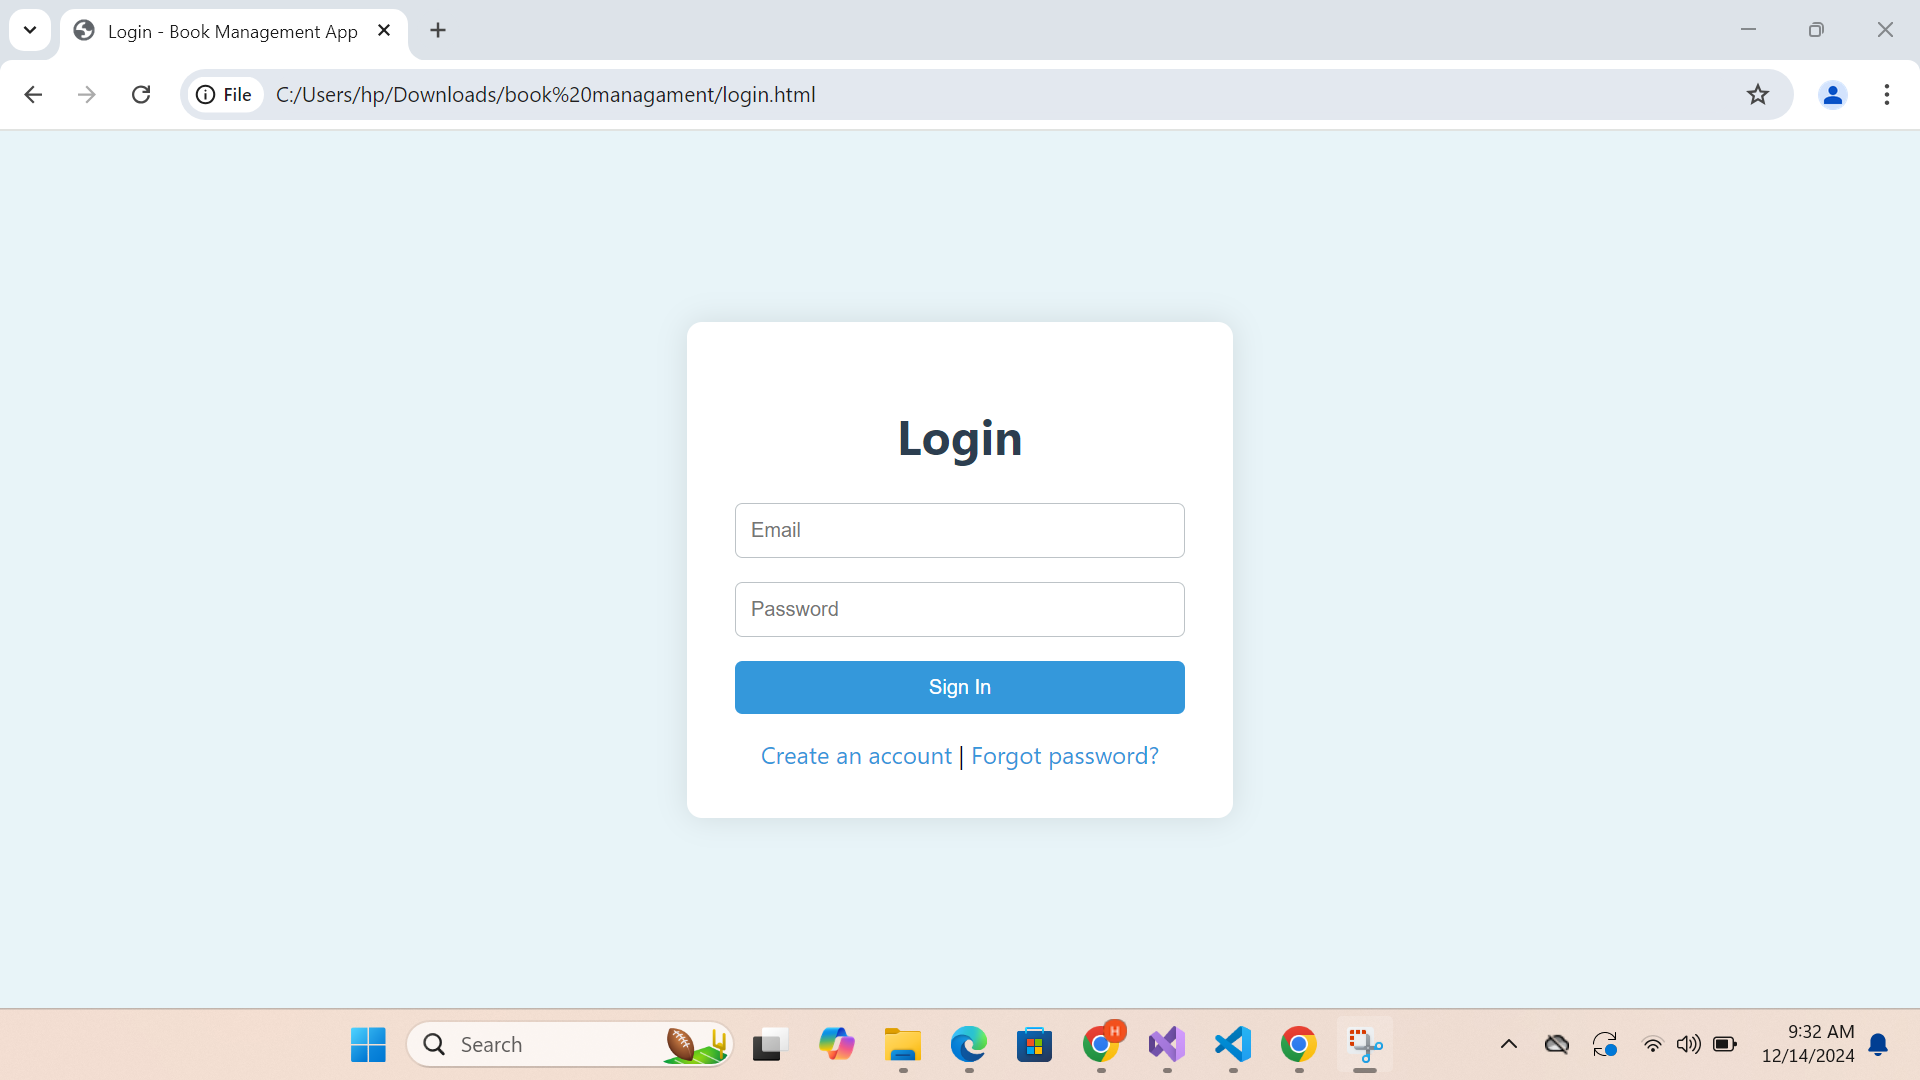 Login - Book Management App
File
C:/Users/hp/Downloads/book%20managament/login.html
Login
Email
Password
Sign In
Create an account | Forgot password?
Search
H
9:32 AM
12/14/2024